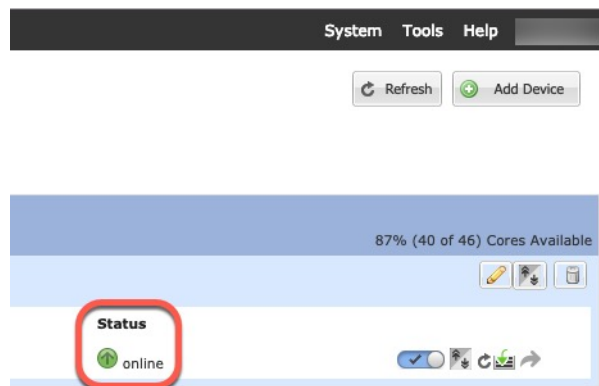 System Tools Help
Refresh Add Device
87% (40 of 46) Cores Available
Status
online